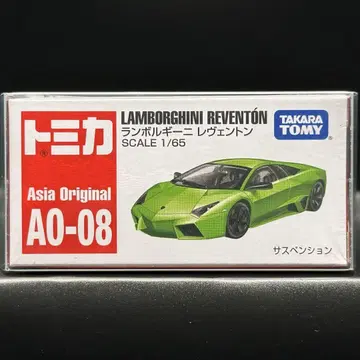 トミカ
®
Asia Original
AO-08
LAMBORGHINI REVENTÓN
ランボルギーニ レヴェントン
SCALE 1/65
TAKARA
TOMY
サスペンション